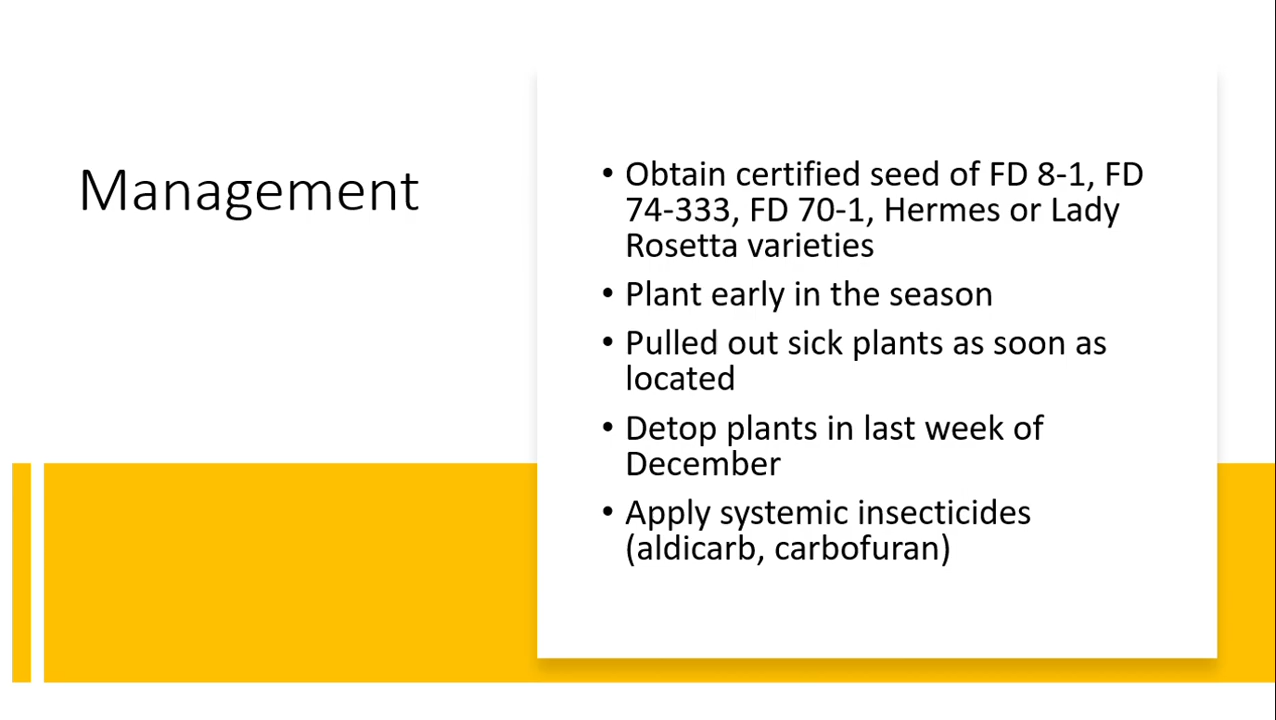 Management
• Obtain certified seed of FD 8-1, FD
74-333, FD 70-1, Hermes or Lady
Rosetta varieties
• Plant early in the season
• Pulled out sick plants as soon as
located
• Detop plants in last week of
December
• Apply systemic insecticides
(aldicarb, carbofuran)